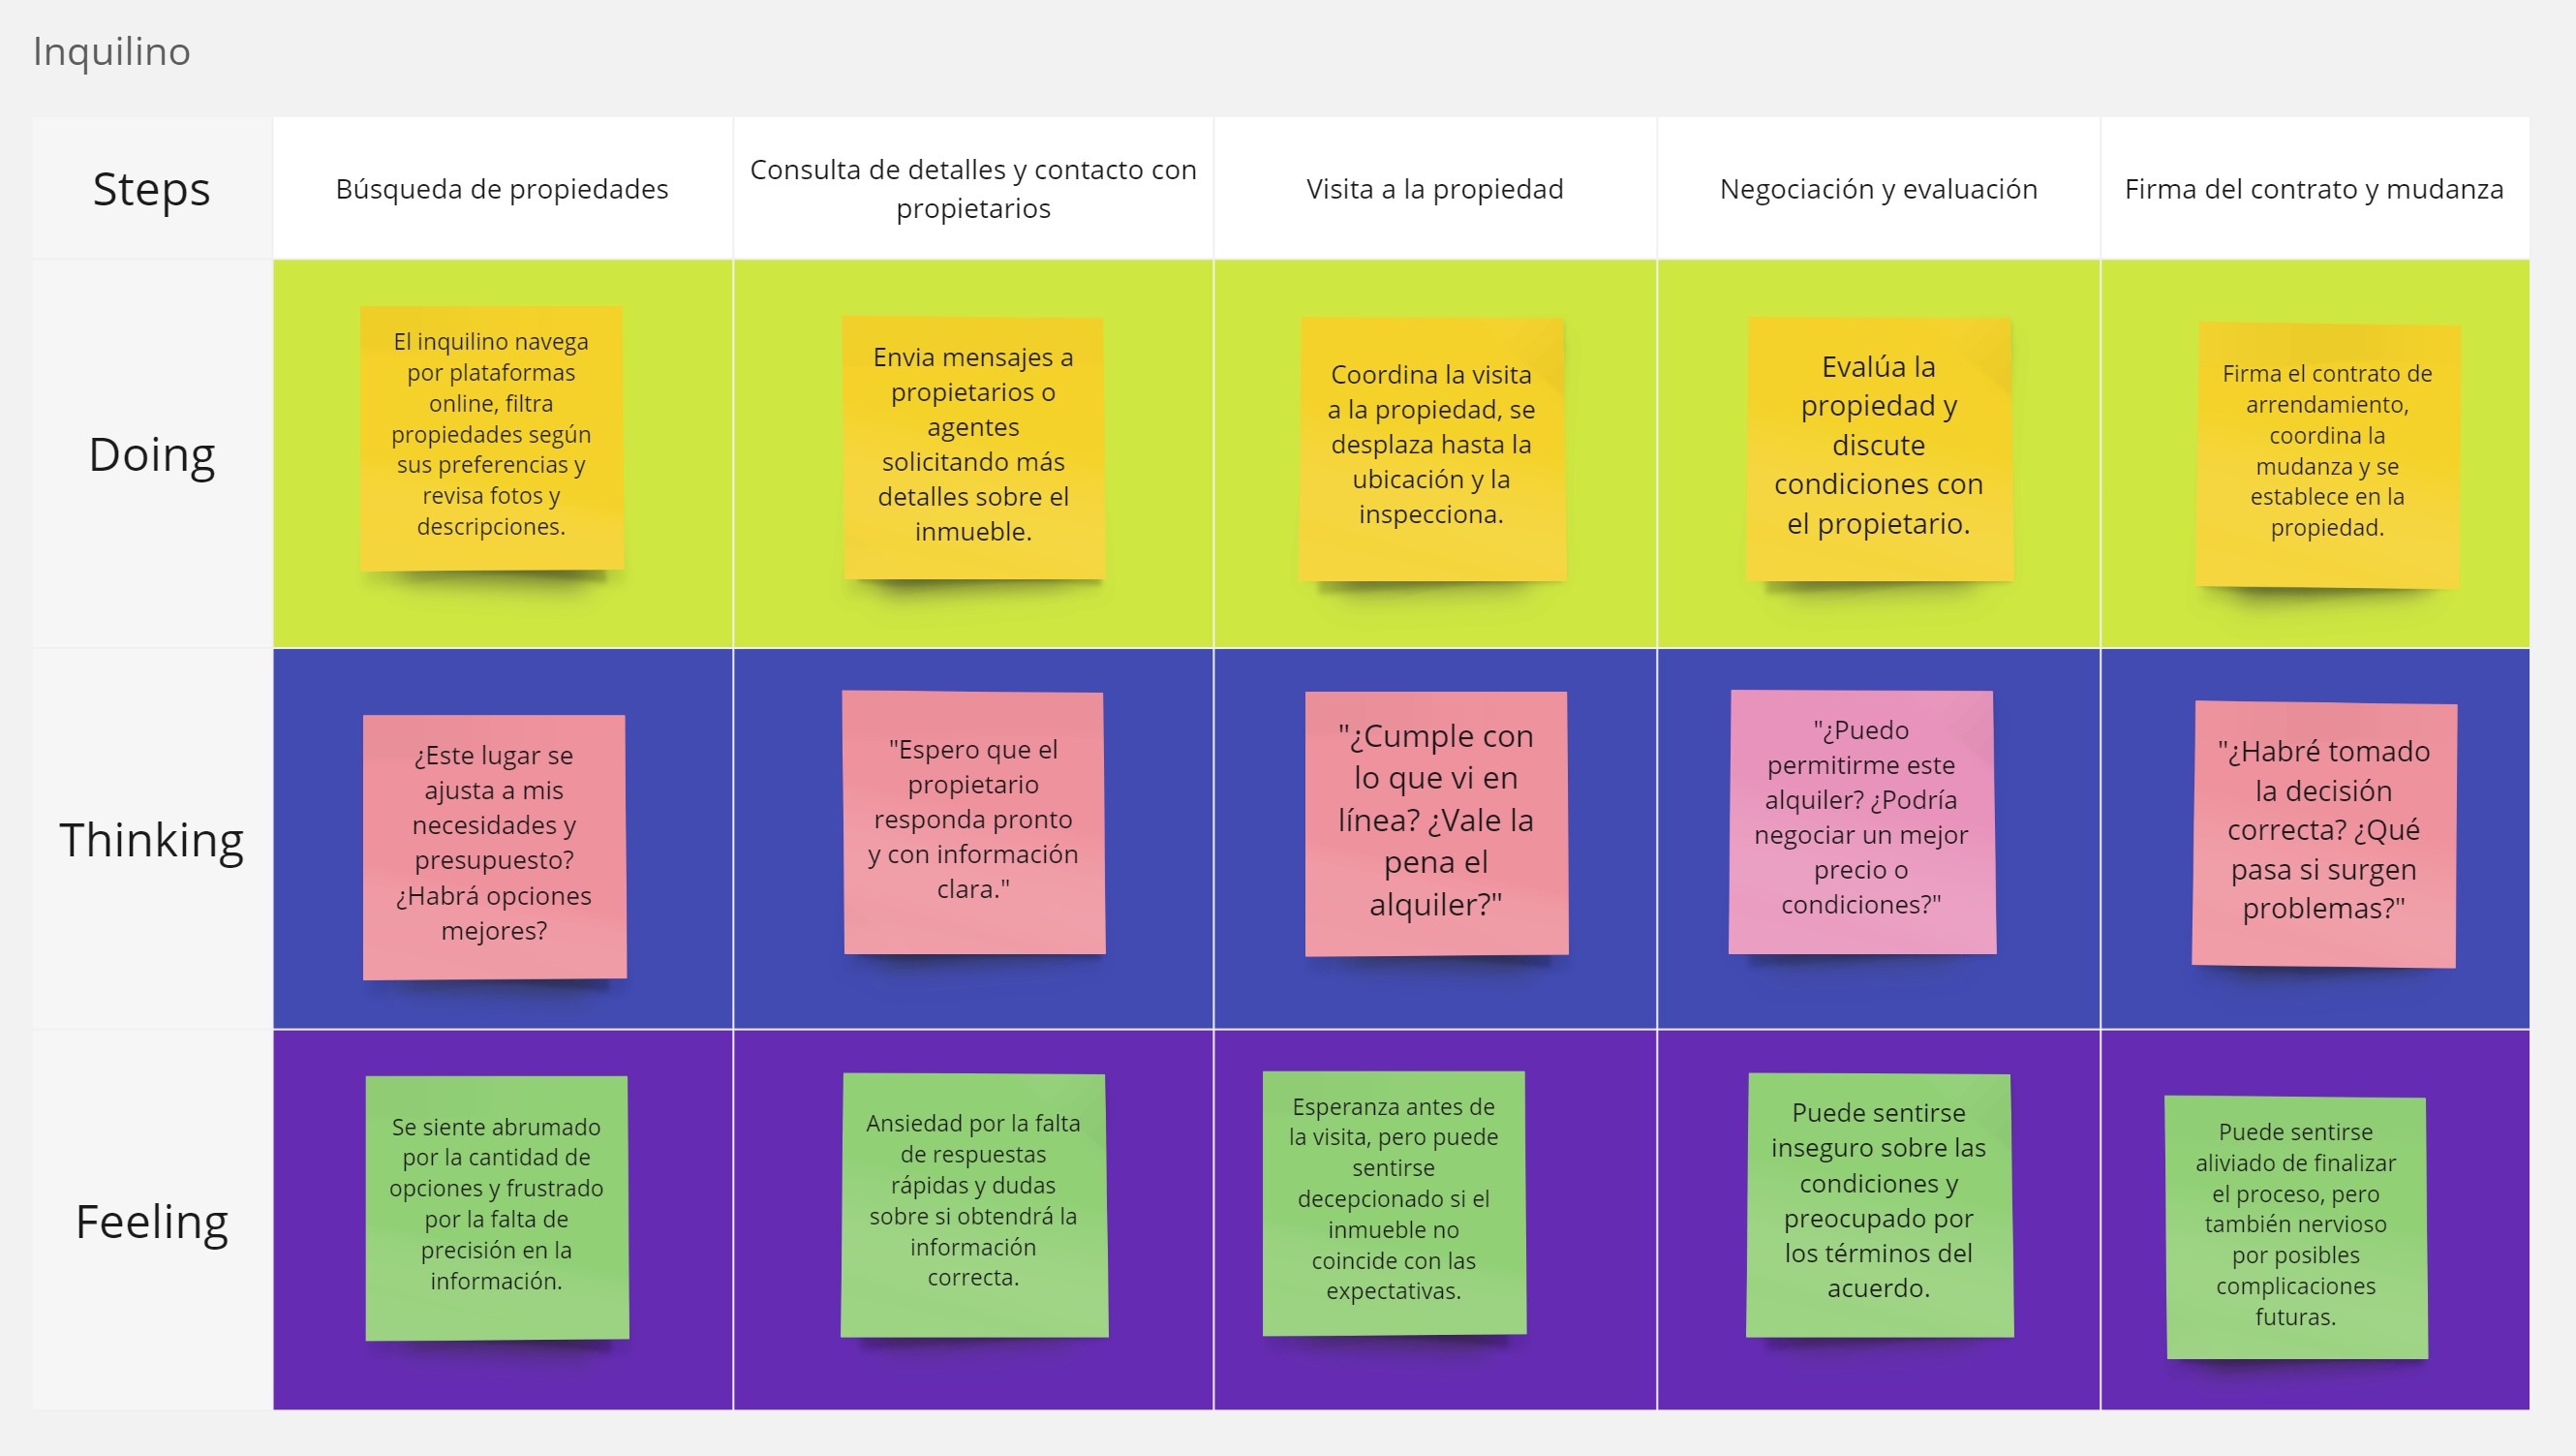 Inquilino
Steps
Búsqueda de propiedades
Consulta de detalles y contacto con
propietarios
Visita a la propiedad
Negociación y evaluación
Firma del contrato y mudanza
Doing
El inquilino navega
por plataformas
online, filtra
propiedades según
sus preferencias y
revisa fotos y
descripciones.
Envia mensajes a
propietarios o
agentes
solicitando más
detalles sobre el
inmueble.
Coordina la visita
a la propiedad, se
desplaza hasta la
ubicación y la
inspecciona.
Evalúa la
propiedad y
discute
condiciones con
el propietario.
Firma el contrato de
arrendamiento,
coordina la
mudanza y se
establece en la
propiedad.
Thinking
¿Este lugar se
ajusta a mis
necesidades y
presupuesto?
¿Habrá opciones
mejores?
"Espero que el
propietario
responda pronto
y con información
clara."
"¿Cumple con
lo que vi en
línea? ¿Vale la
pena el
alquiler?"
"¿Puedo
permitirme este
alquiler? ¿Podría
negociar un mejor
precio o
condiciones?"
"¿Habré tomado
la decisión
correcta? ¿Qué
pasa si surgen
problemas?"
Feeling
Se siente abrumado
por la cantidad de
opciones y frustrado
por la falta de
precisión en la
información.
Ansiedad por la falta
de respuestas
rápidas y dudas
sobre si obtendrá la
información
correcta.
Esperanza antes de
la visita, pero puede
sentirse
decepcionado si el
inmueble no
coincide con las
expectativas.
Puede sentirse
inseguro sobre las
condiciones y
preocupado por
los términos del
acuerdo.
Puede sentirse
aliviado de finalizar
el proceso, pero
también nervioso
por posibles
complicaciones
futuras.